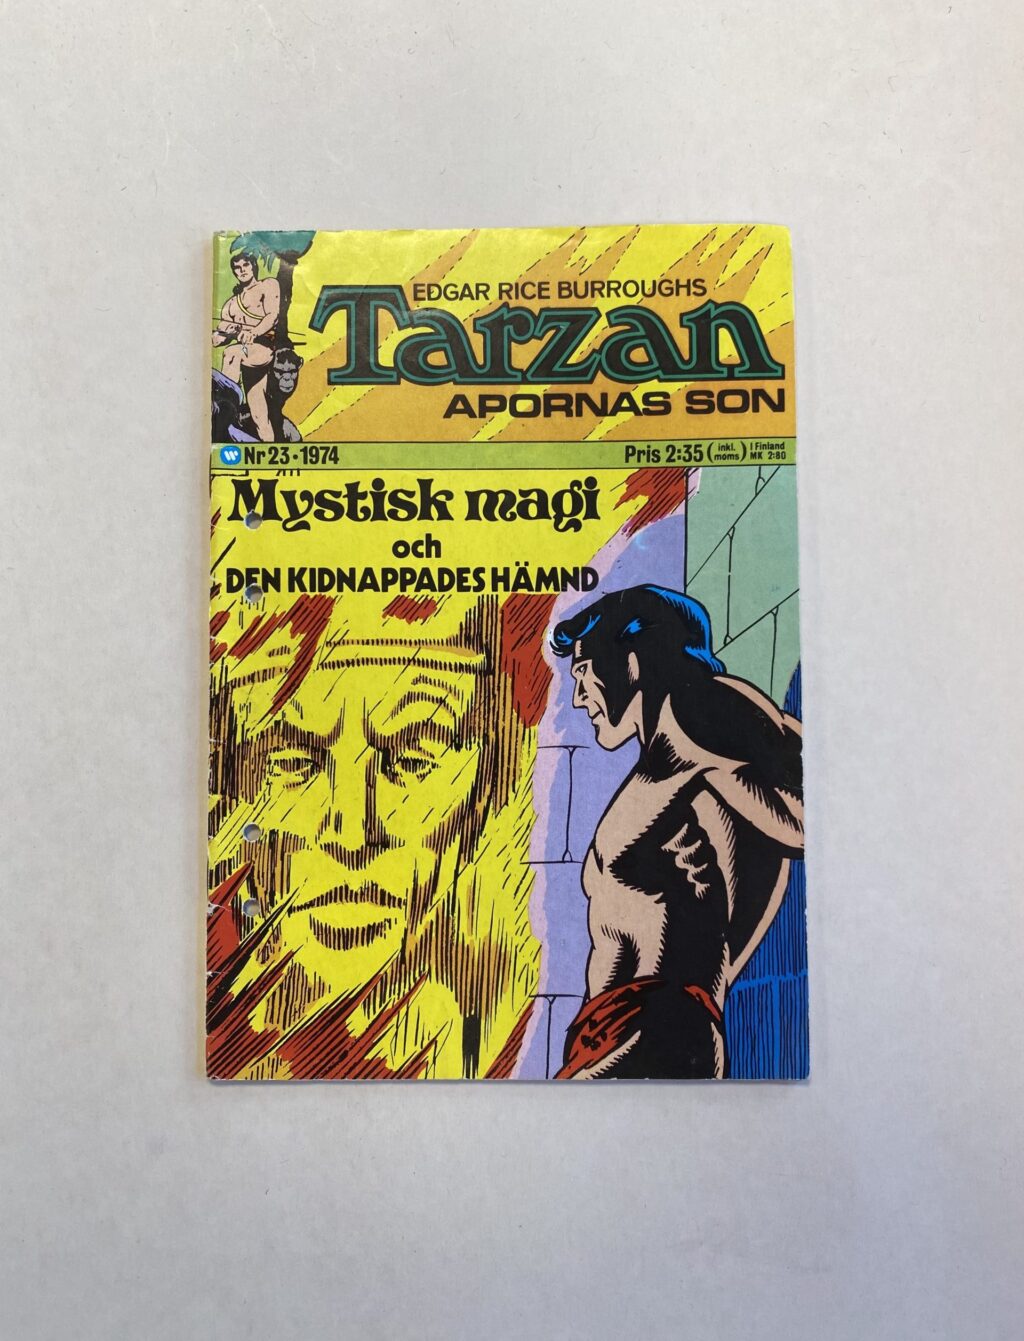 EDGAR RICE BURROUGHS
Tarzan
APORNAS SON
Nr 23 • 1974
Pris 2:35 (inkl. moms) I Finland MK 2:80
Mystisk magi
och
DEN KIDNAPPADES HÄMND